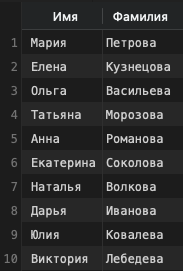 Имя Фамилия
1 Мария Петрова
2 Елена Кузнецова
3 Ольга Васильева
4 Татьяна Морозова
5 Анна Романова
6 Екатерина Соколова
7 Наталья Волкова
8 Дарья Иванова
9 Юлия Ковалева
10 Виктория Лебедева